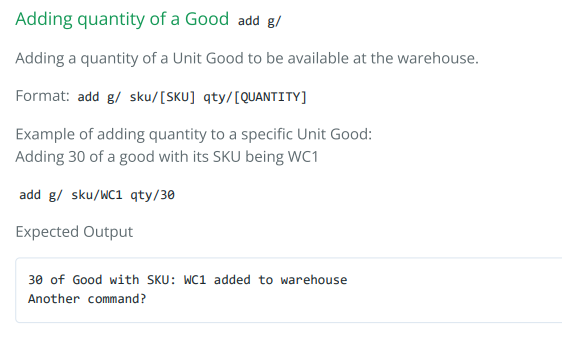 Adding quantity of a Good add g/
Adding a quantity of a Unit Good to be available at the warehouse.
Format: add g/ sku/[SKU] qty/[QUANTITY]
Example of adding quantity to a specific Unit Good:
Adding 30 of a good with its SKU being WC1
add g/ sku/WC1 qty/30
Expected Output
30 of Good with SKU: WC1 added to warehouse
Another command?